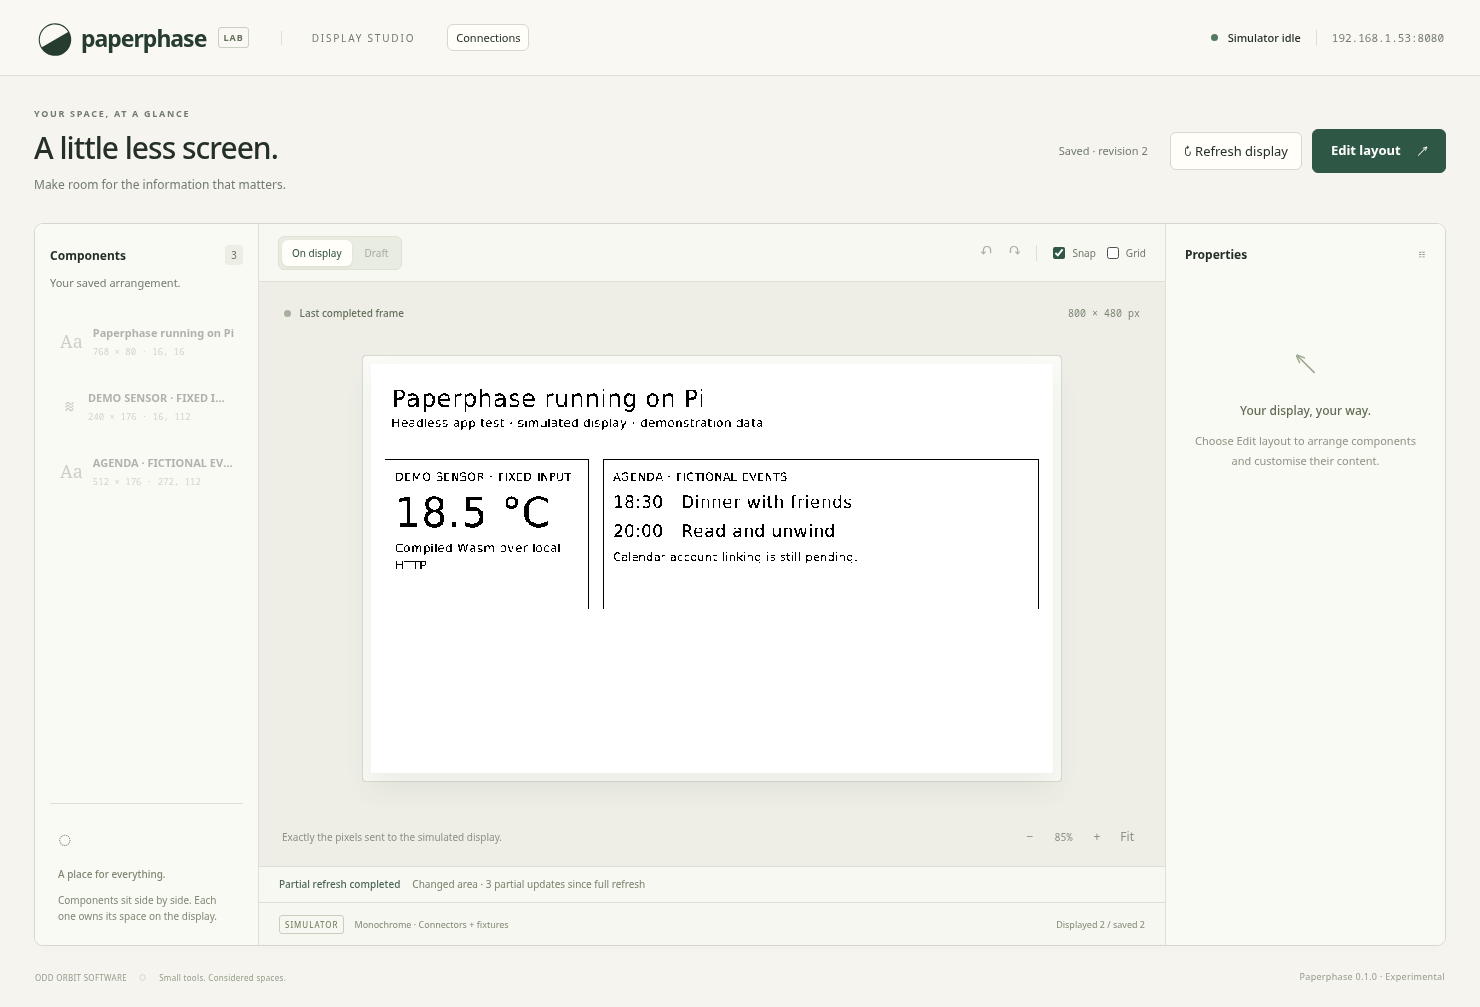 paperphase LAB
DISPLAY STUDIO
Connections
Simulator idle
192.168.1.53:8080
YOUR SPACE, AT A GLANCE
A little less screen.
Make room for the information that matters.
Saved · revision 2
↻ Refresh display
Edit layout ↗
Components 3
Your saved arrangement.
Aa Paperphase running on Pi
768 × 80 · 16, 16
≋ DEMO SENSOR · FIXED I...
240 × 176 · 16, 112
Aa AGENDA · FICTIONAL EV...
512 × 176 · 272, 112
A place for everything.
Components sit side by side. Each
one owns its space on the display.
On display Draft
Snap Grid
Last completed frame
800 × 480 px
Paperphase running on Pi
Headless app test · simulated display · demonstration data
DEMO SENSOR · FIXED INPUT
18.5 °C
Compiled Wasm over local
HTTP
AGENDA · FICTIONAL EVENTS
18:30 Dinner with friends
20:00 Read and unwind
Calendar account linking is still pending.
Exactly the pixels sent to the simulated display.
− 85% + Fit
Partial refresh completed Changed area · 3 partial updates since full refresh
SIMULATOR Monochrome · Connectors + fixtures
Displayed 2 / saved 2
Properties
Your display, your way.
Choose Edit layout to arrange components
and customise their content.
ODD ORBIT SOFTWARE Small tools. Considered spaces.
Paperphase 0.1.0 · Experimental